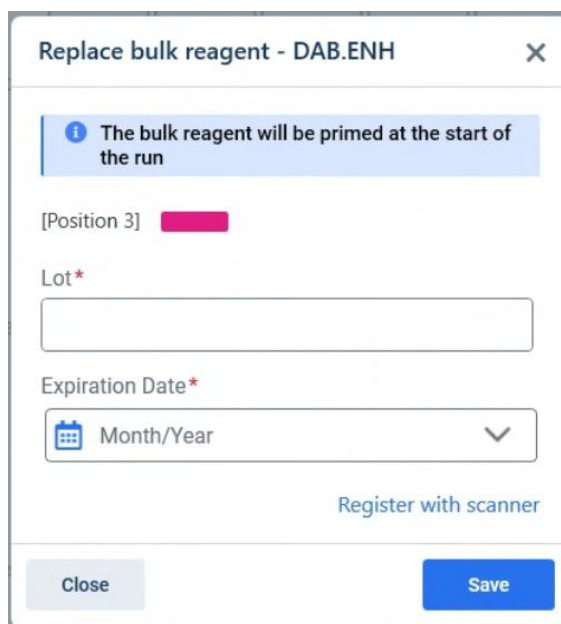 Replace bulk reagent - DAB.ENH
The bulk reagent will be primed at the start of
the run
[Position 3]
Lot*
Expiration Date*
Month/Year
Register with scanner
Close
Save